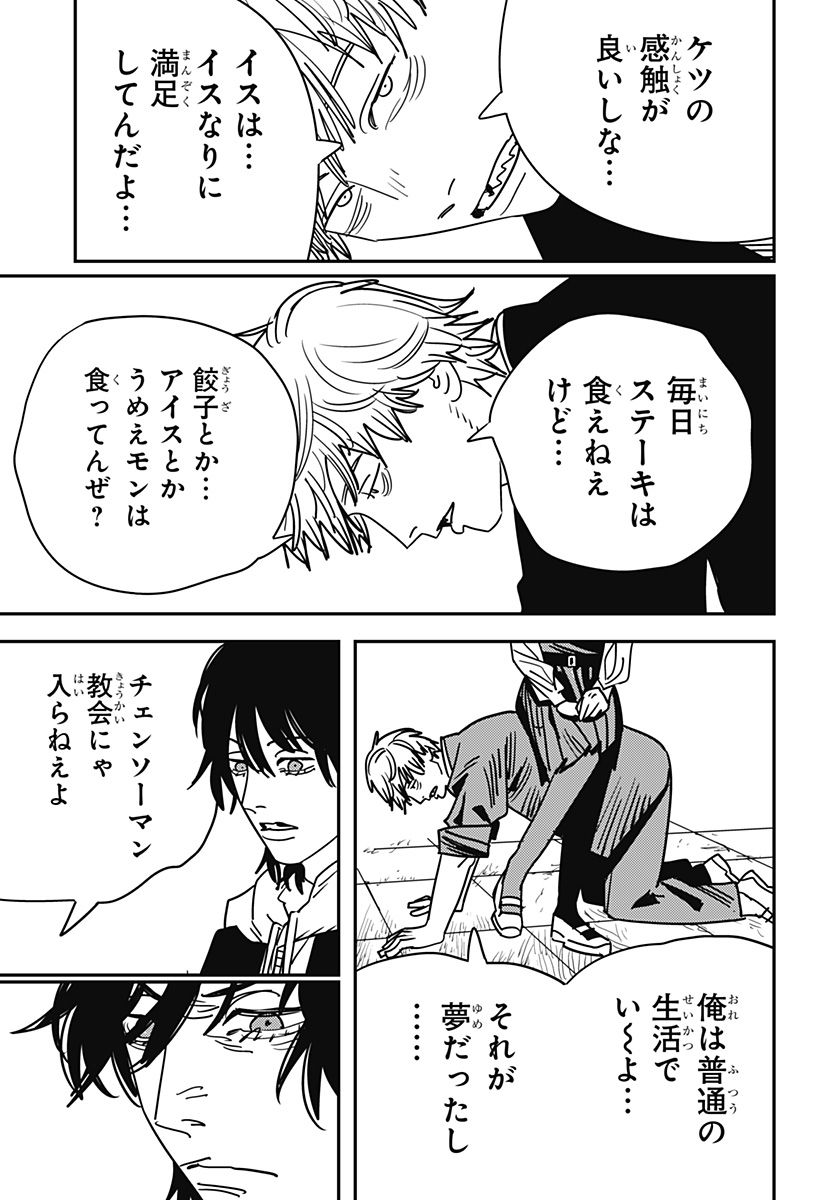 ケツの
感触が
良いしな…
イスは…
イスなりに
満足
してんだよ…
毎日
ステーキは
食えねえ
けど…
餃子とか…
アイスとか
うめえモンは
食ってんぜ?
俺は普通の
生活で
い〜よ…
それが
夢だったし
……
チェンソーマン
教会にゃ
入らねえよ